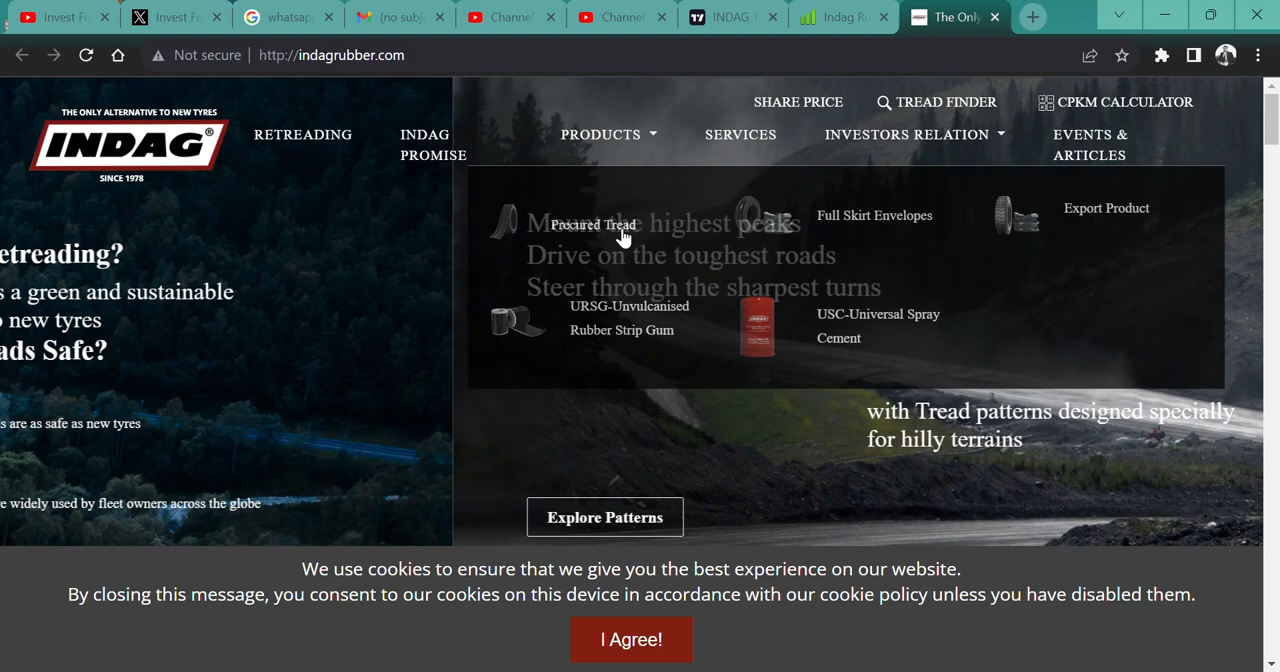 Invest Fo
Invest Fo
whatsap
(no subj
Channel
Channel
INDAG 1
Indag R
The Only
Not secure
http://indagrubber.com
THE ONLY ALTERNATIVE TO NEW TYRES
INDAG®
SINCE 1978
SHARE PRICE
TREAD FINDER
CPKM CALCULATOR
RETREADING
INDAG
PROMISE
PRODUCTS
SERVICES
INVESTORS RELATION
EVENTS &
ARTICLES
Precured Tread
Full Skirt Envelopes
Export Product
URSG-Unvulcanised
Rubber Strip Gum
USC-Universal Spray
Cement
Mount the highest peaks
Drive on the toughest roads
Steer through the sharpest turns
etreading?
s a green and sustainable
o new tyres
ads Safe?
s are as safe as new tyres
e widely used by fleet owners across the globe
with Tread patterns designed specially
for hilly terrains
Explore Patterns
We use cookies to ensure that we give you the best experience on our website.
By closing this message, you consent to our cookies on this device in accordance with our cookie policy unless you have disabled them.
I Agree!